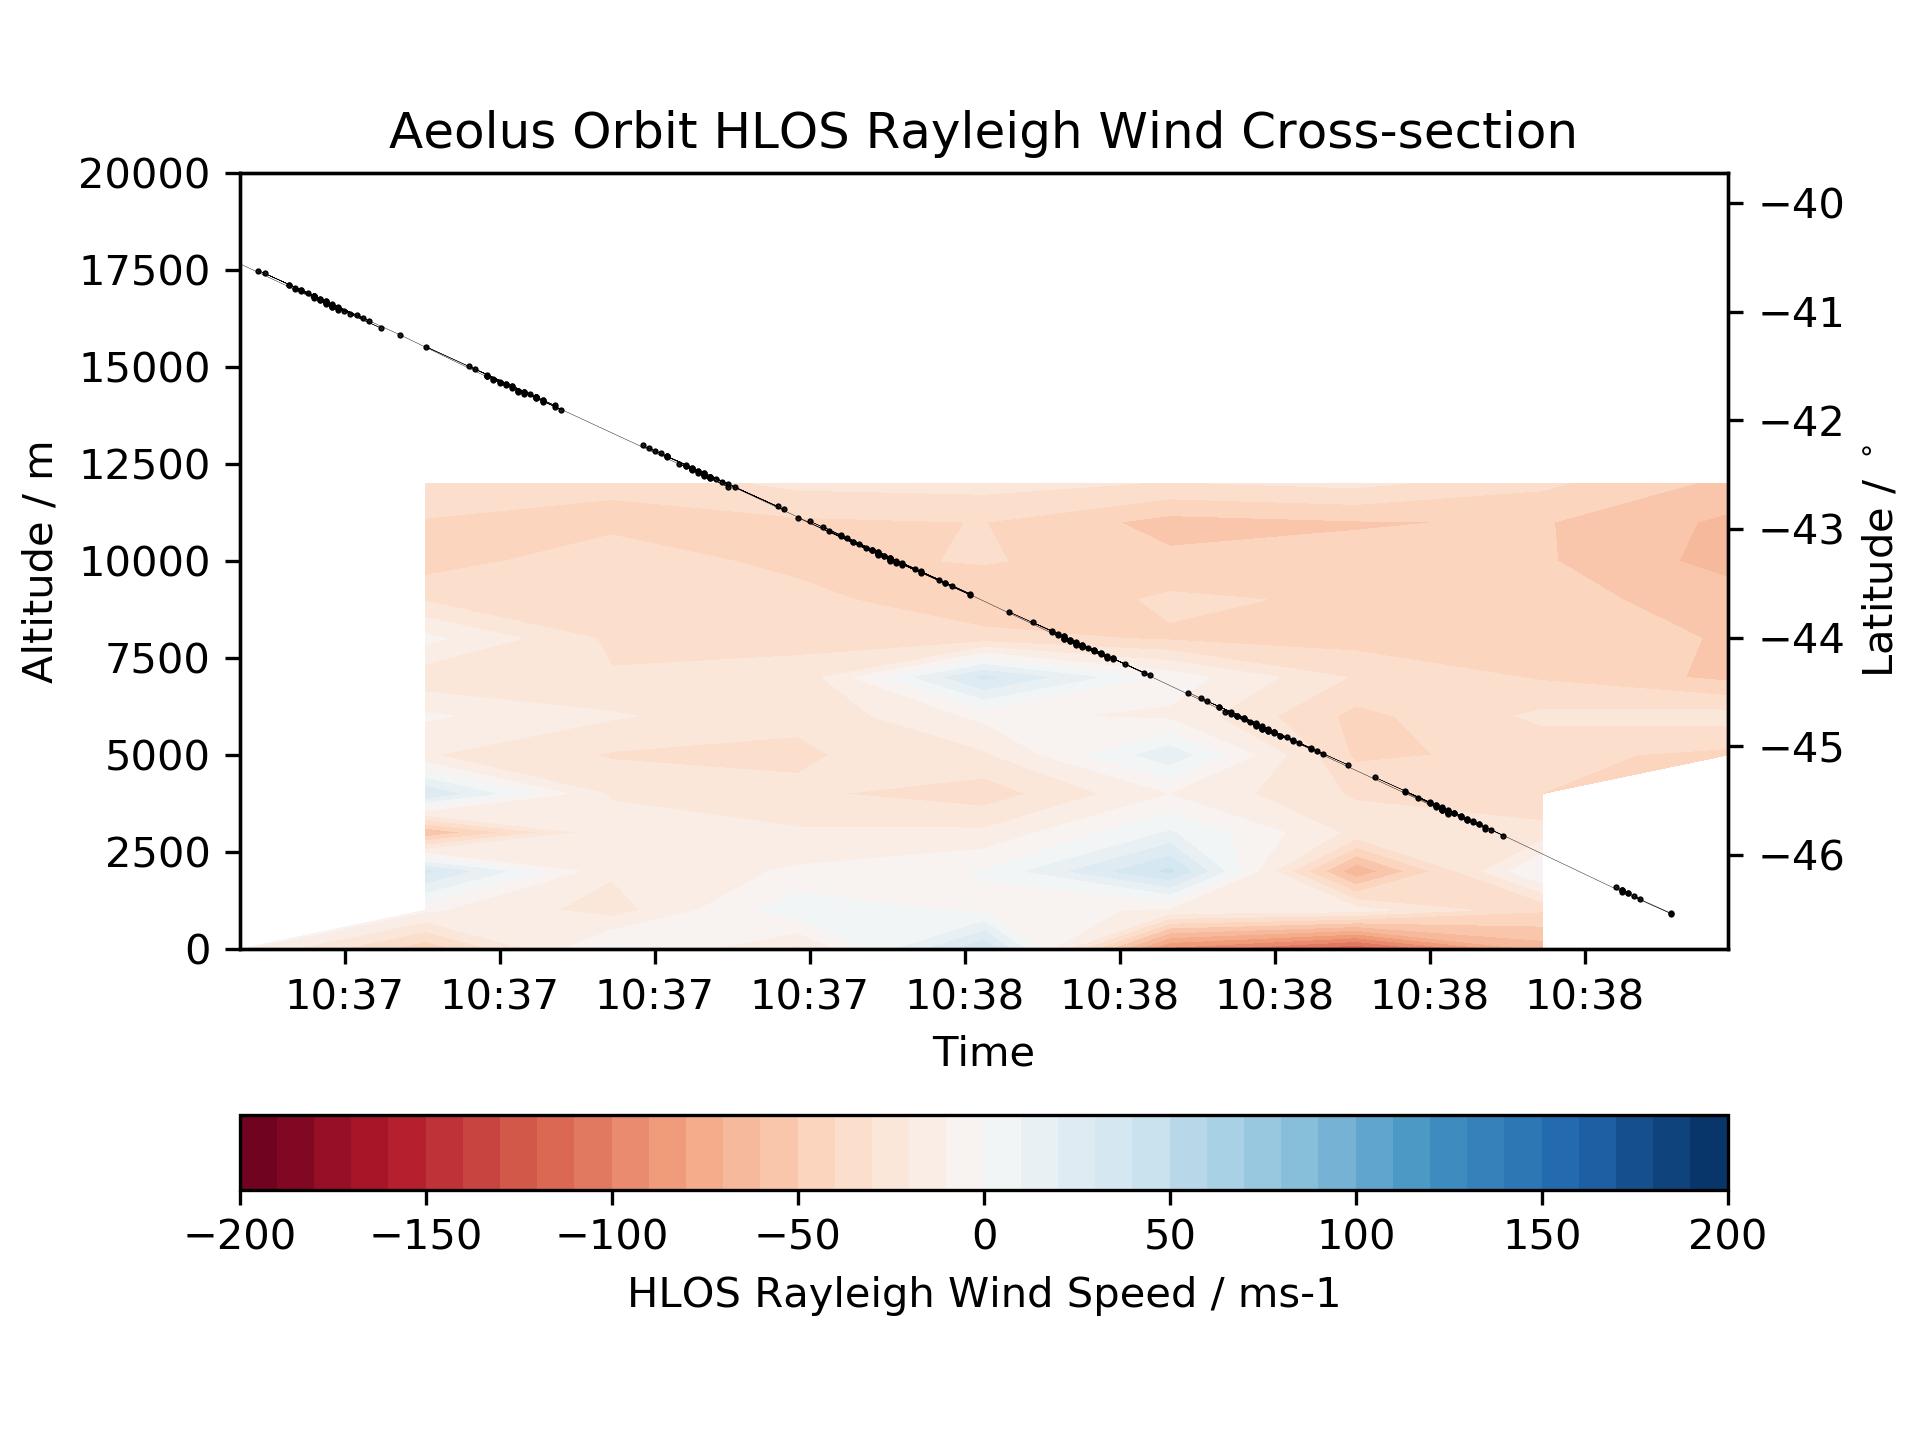 Aeolus Orbit HLOS Rayleigh Wind Cross-section
20000
17500
15000
12500
10000
7500
5000
2500
0
Altitude / m
−40
−41
−42
−43
−44
−45
−46
Latitude / °
10:37 10:37 10:37 10:37 10:38 10:38 10:38 10:38 10:38
Time
−200 −150 −100 −50 0 50 100 150 200
HLOS Rayleigh Wind Speed / ms-1